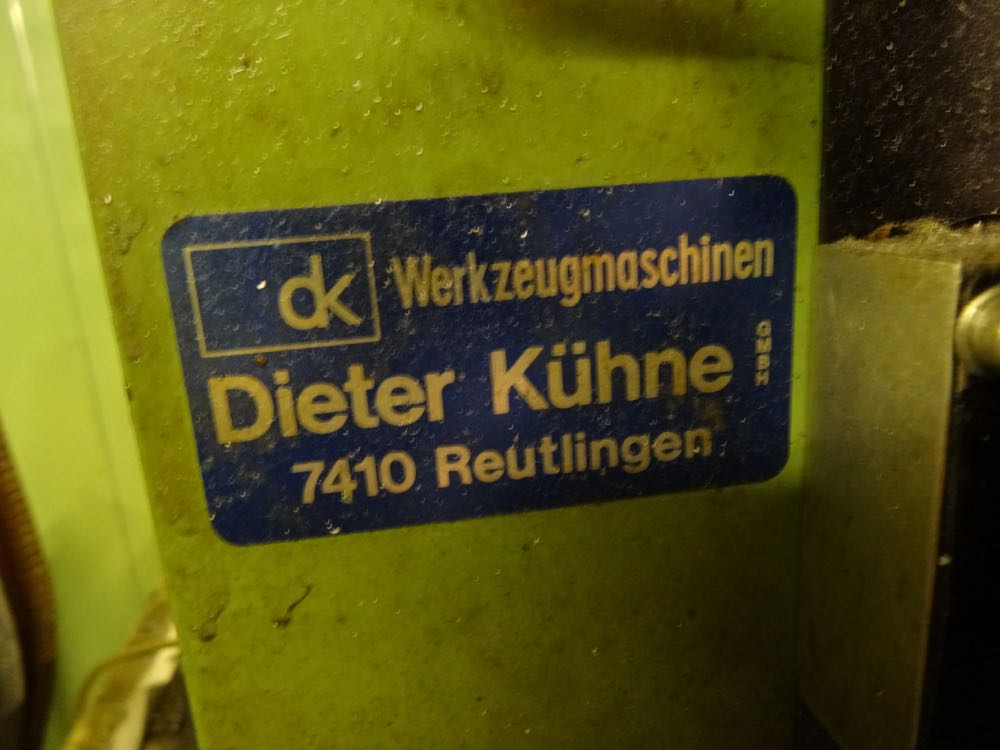 dk Werkzeugmaschinen
Dieter Kühne GMBH
7410 Reutlingen